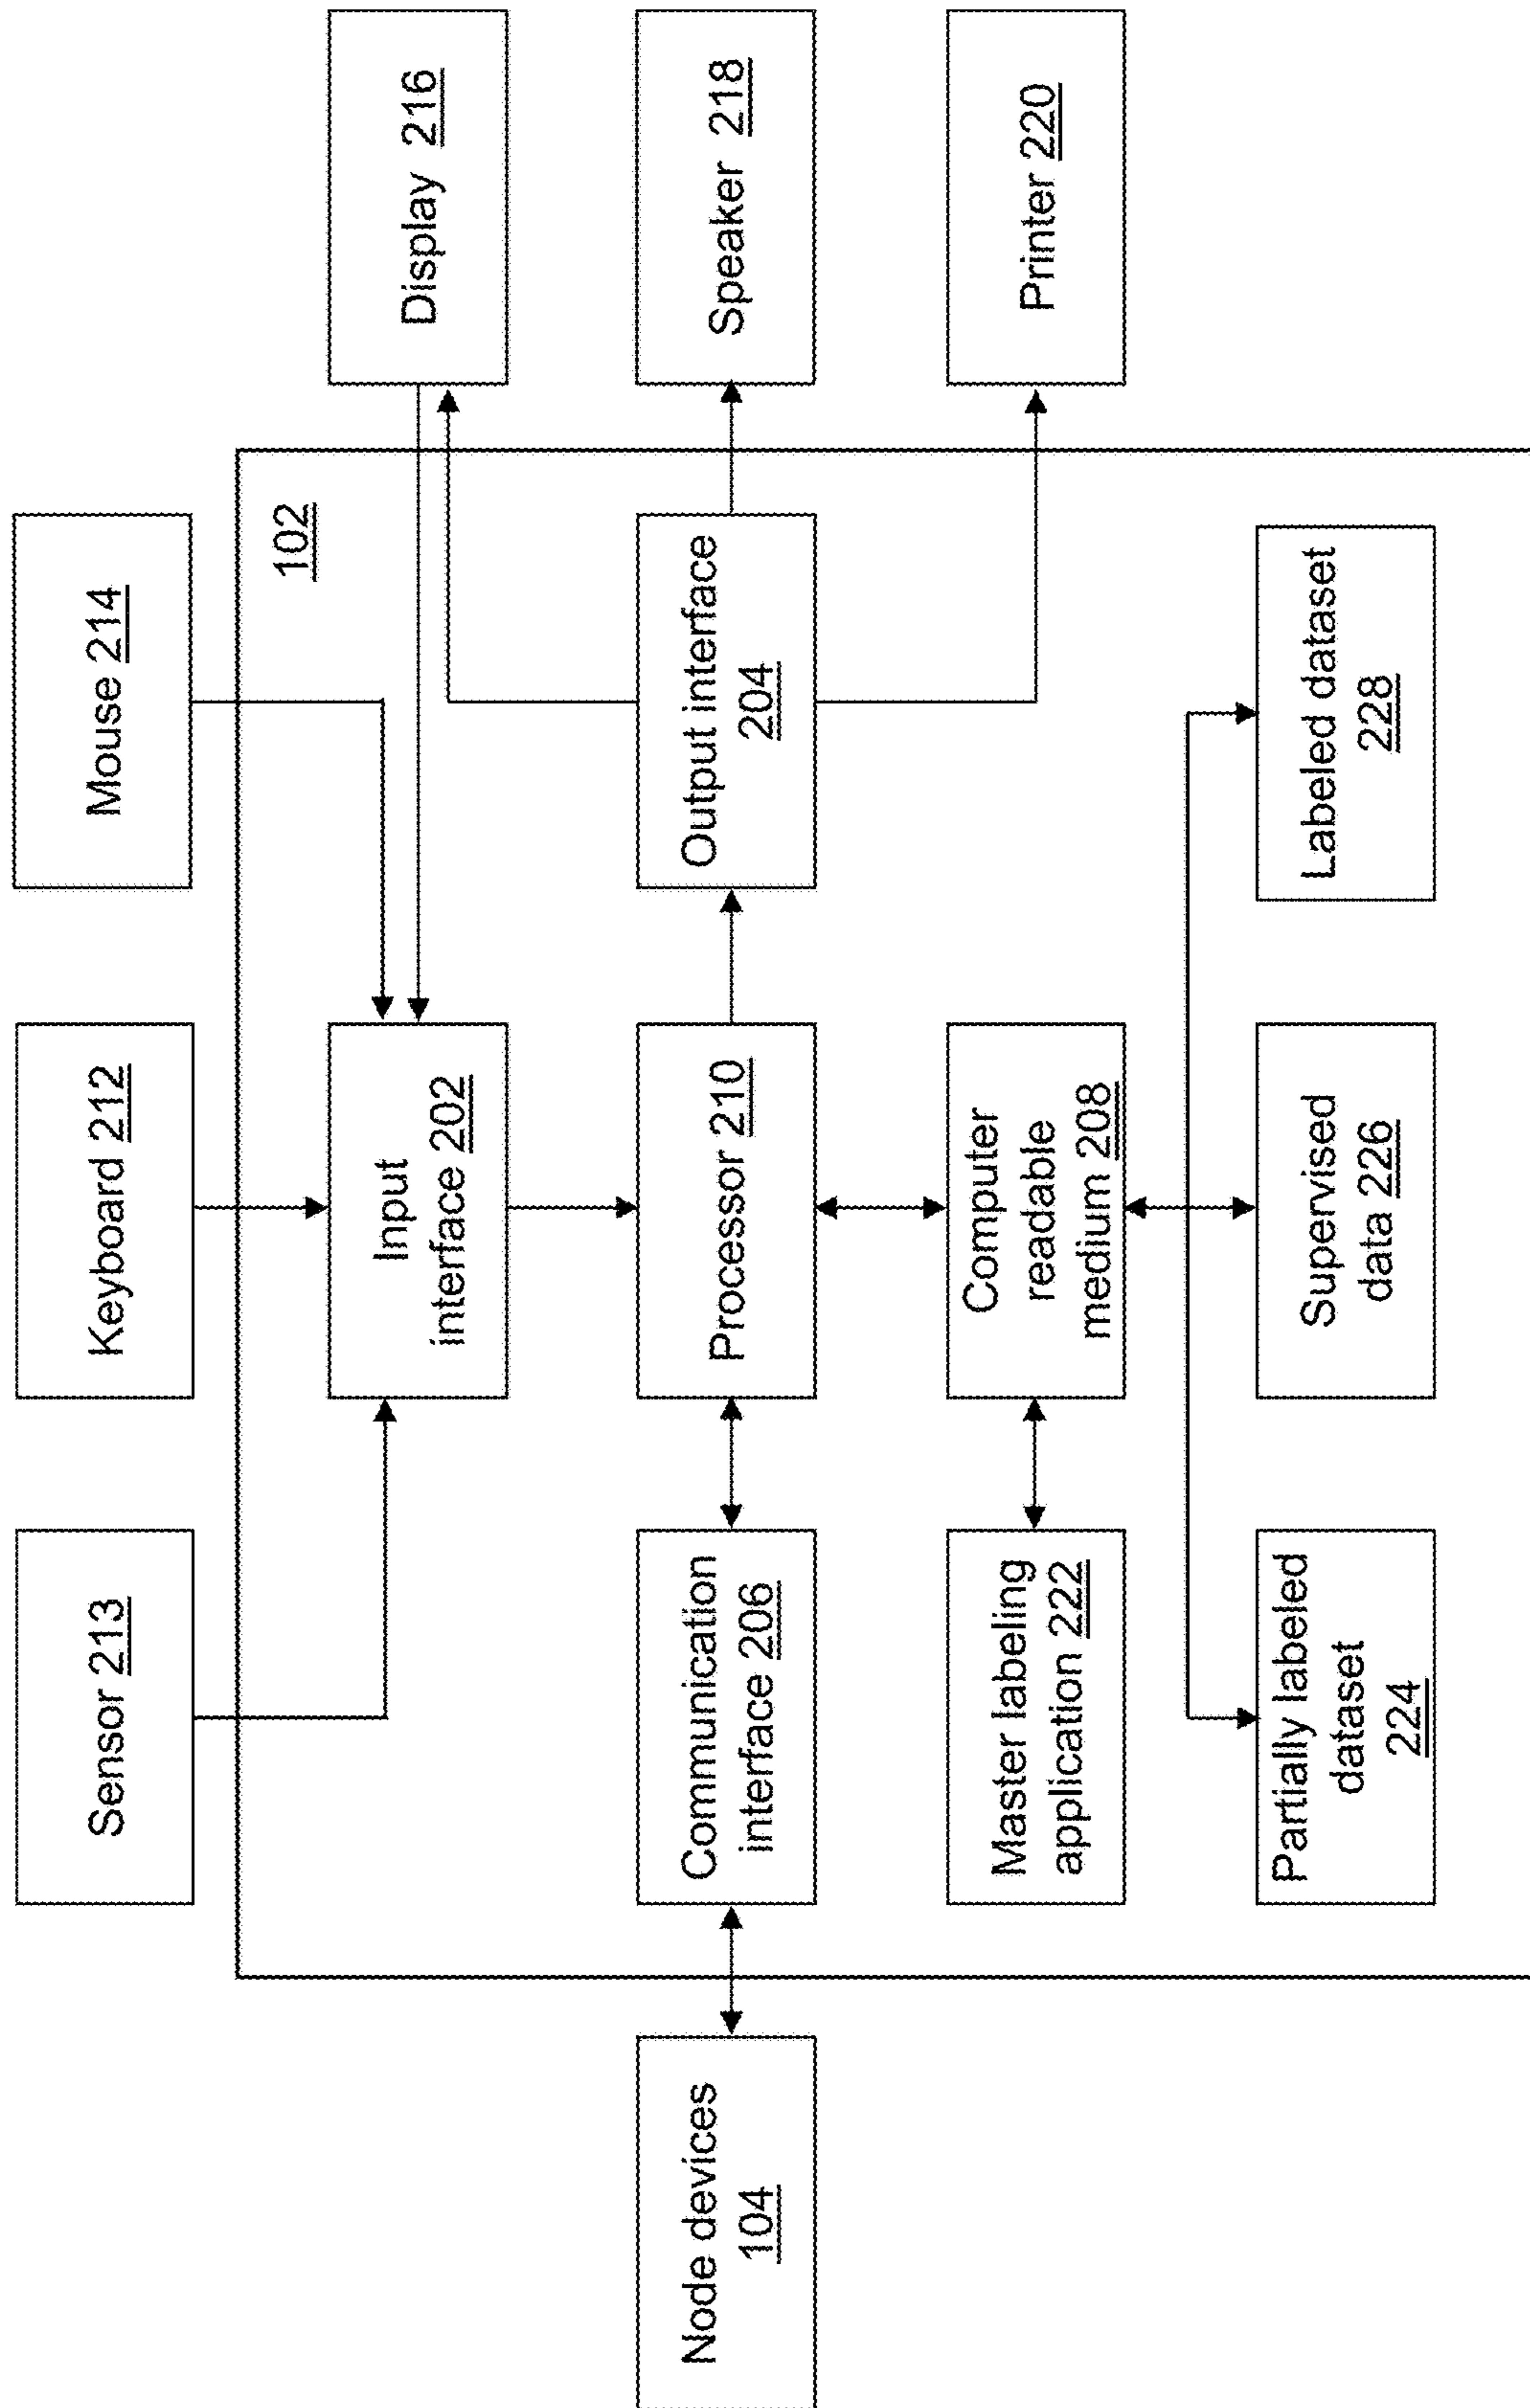 Sensor 213
Keyboard 212
Mouse 214
102
Input
interface 202
Display 216
Node devices
104
Communication
interface 206
Processor 210
Output interface
204
Speaker 218
Master labeling
application 222
Computer
readable
medium 208
Printer 220
Partially labeled
dataset
224
Supervised
data 226
Labeled dataset
228